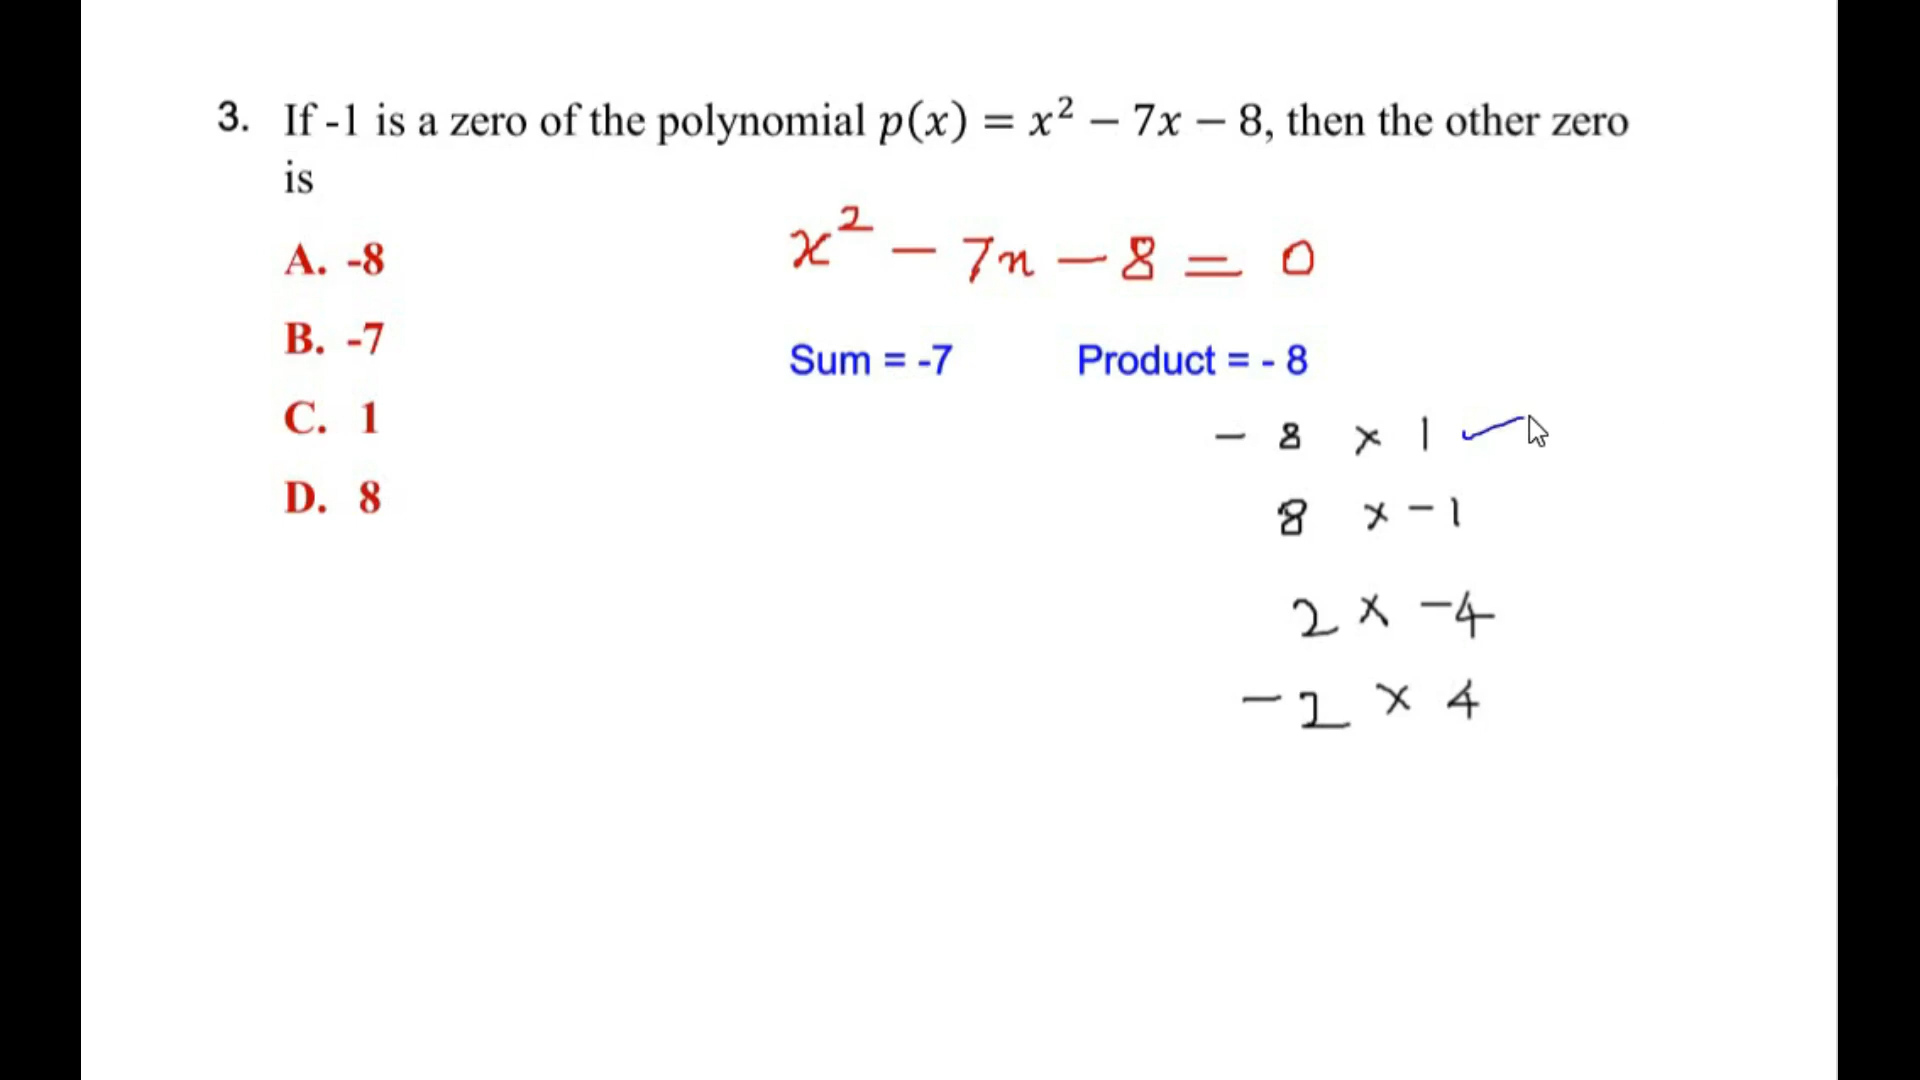 3. If -1 is a zero of the polynomial p(x) = x² − 7x − 8, then the other zero
is
A. -8
x² − 7x − 8 = 0
B. -7
Sum = -7 Product = - 8
C. 1
− 8 × 1 ✓
D. 8
8 × −1
2 × −4
− 2 × 4